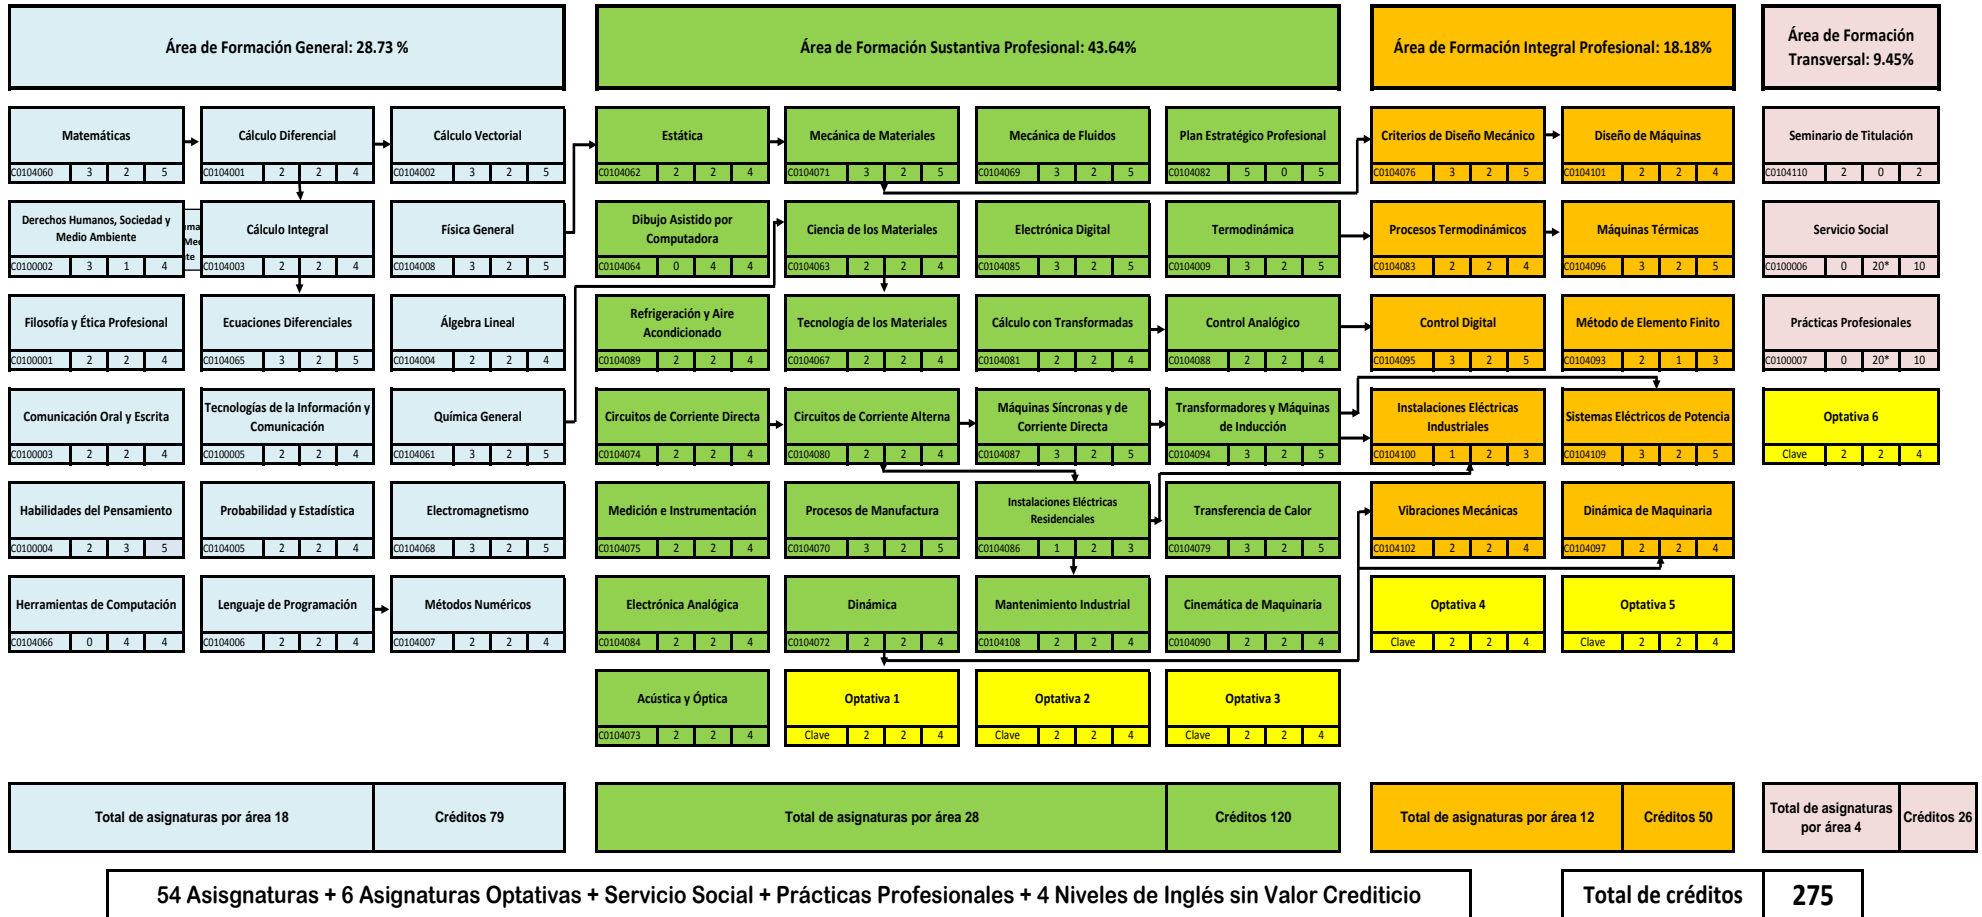 Área de Formación General: 28.73 %
Área de Formación Sustantiva Profesional: 43.64%
Área de Formación Integral Profesional: 18.18%
Área de Formación
Transversal: 9.45%
Matemáticas
C0104060 3 2 5
Cálculo Diferencial
C0104001 2 2 4
Cálculo Vectorial
C0104002 3 2 5
Estática
C0104062 2 2 4
Mecánica de Materiales
C0104071 3 2 5
Mecánica de Fluidos
C0104069 3 2 5
Plan Estratégico Profesional
C0104082 5 0 5
Criterios de Diseño Mecánico
C0104076 3 2 5
Diseño de Máquinas
C0104101 2 2 4
Seminario de Titulación
C0104110 2 0 2
Derechos Humanos, Sociedad y
Medio Ambiente
C0100002 3 1 4
Cálculo Integral
C0104003 2 2 4
Física General
C0104008 3 2 5
Dibujo Asistido por
Computadora
C0104064 0 4 4
Ciencia de los Materiales
C0104063 2 2 4
Electrónica Digital
C0104085 3 2 5
Termodinámica
C0104009 3 2 5
Procesos Termodinámicos
C0104083 2 2 4
Máquinas Térmicas
C0104096 3 2 5
Servicio Social
C0100006 0 20* 10
Filosofía y Ética Profesional
C0100001 2 2 4
Ecuaciones Diferenciales
C0104065 3 2 5
Álgebra Lineal
C0104004 2 2 4
Refrigeración y Aire
Acondicionado
C0104089 2 2 4
Tecnología de los Materiales
C0104067 2 2 4
Cálculo con Transformadas
C0104081 2 2 4
Control Analógico
C0104088 2 2 4
Control Digital
C0104095 3 2 5
Método de Elemento Finito
C0104093 2 1 3
Prácticas Profesionales
C0100007 0 20* 10
Comunicación Oral y Escrita
C0100003 2 2 4
Tecnologías de la Información y
Comunicación
C0100005 2 2 4
Química General
C0104061 3 2 5
Circuitos de Corriente Directa
C0104074 2 2 4
Circuitos de Corriente Alterna
C0104080 2 2 4
Máquinas Síncronas y de
Corriente Directa
C0104087 3 2 5
Transformadores y Máquinas
de Inducción
C0104094 3 2 5
Instalaciones Eléctricas
Industriales
C0104100 1 2 3
Sistemas Eléctricos de Potencia
C0104109 3 2 5
Optativa 6
Clave 2 2 4
Habilidades del Pensamiento
C0100004 2 3 5
Probabilidad y Estadística
C0104005 2 2 4
Electromagnetismo
C0104068 3 2 5
Medición e Instrumentación
C0104075 2 2 4
Procesos de Manufactura
C0104070 3 2 5
Instalaciones Eléctricas
Residenciales
C0104086 1 2 3
Transferencia de Calor
C0104079 3 2 5
Vibraciones Mecánicas
C0104102 2 2 4
Dinámica de Maquinaria
C0104097 2 2 4
Herramientas de Computación
C0104066 0 4 4
Lenguaje de Programación
C0104006 2 2 4
Métodos Numéricos
C0104007 2 2 4
Electrónica Analógica
C0104084 2 2 4
Dinámica
C0104072 2 2 4
Mantenimiento Industrial
C0104108 2 2 4
Cinemática de Maquinaria
C0104090 2 2 4
Optativa 4
Clave 2 2 4
Optativa 5
Clave 2 2 4
Acústica y Óptica
C0104073 2 2 4
Optativa 1
Clave 2 2 4
Optativa 2
Clave 2 2 4
Optativa 3
Clave 2 2 4
Total de asignaturas por área 18
Créditos 79
Total de asignaturas por área 28
Créditos 120
Total de asignaturas por área 12
Créditos 50
Total de asignaturas
por área 4
Créditos 26
54 Asisgnaturas + 6 Asignaturas Optativas + Servicio Social + Prácticas Profesionales + 4 Niveles de Inglés sin Valor Crediticio
Total de créditos 275